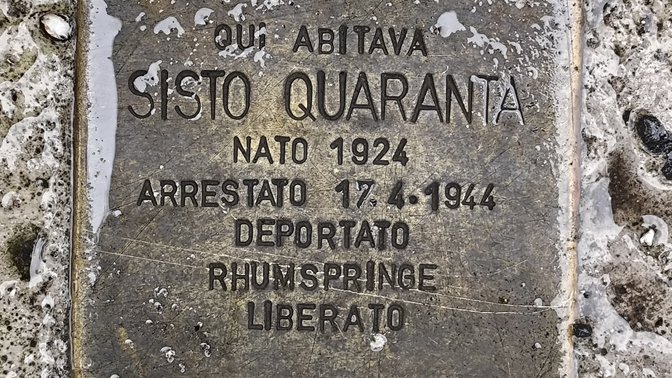 QUI ABITAVA
SISTO QUARANTA
NATO 1924
ARRESTATO 17.4.1944
DEPORTATO
RHUMSPRINGE
LIBERATO